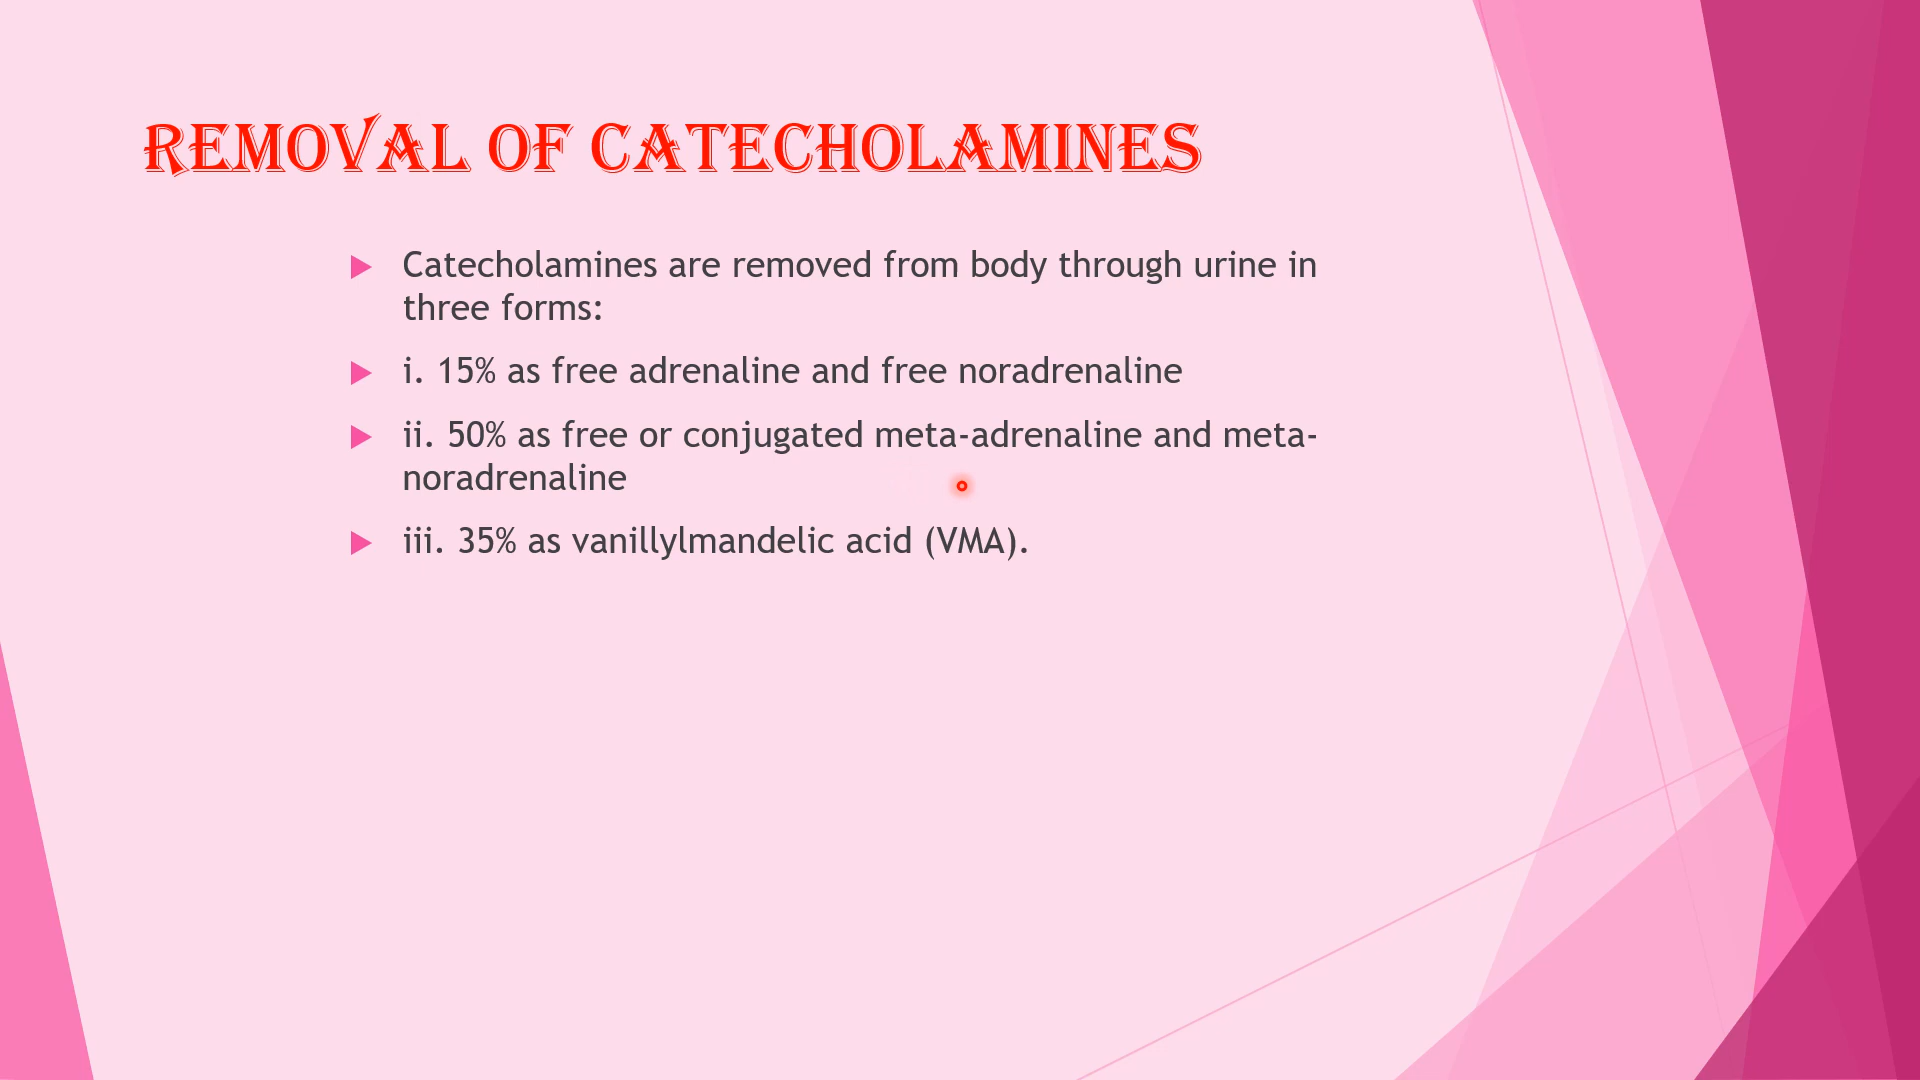 REMOVAL OF CATECHOLAMINES
Catecholamines are removed from body through urine in
three forms:
i. 15% as free adrenaline and free noradrenaline
ii. 50% as free or conjugated meta-adrenaline and meta-
noradrenaline
iii. 35% as vanillylmandelic acid (VMA).